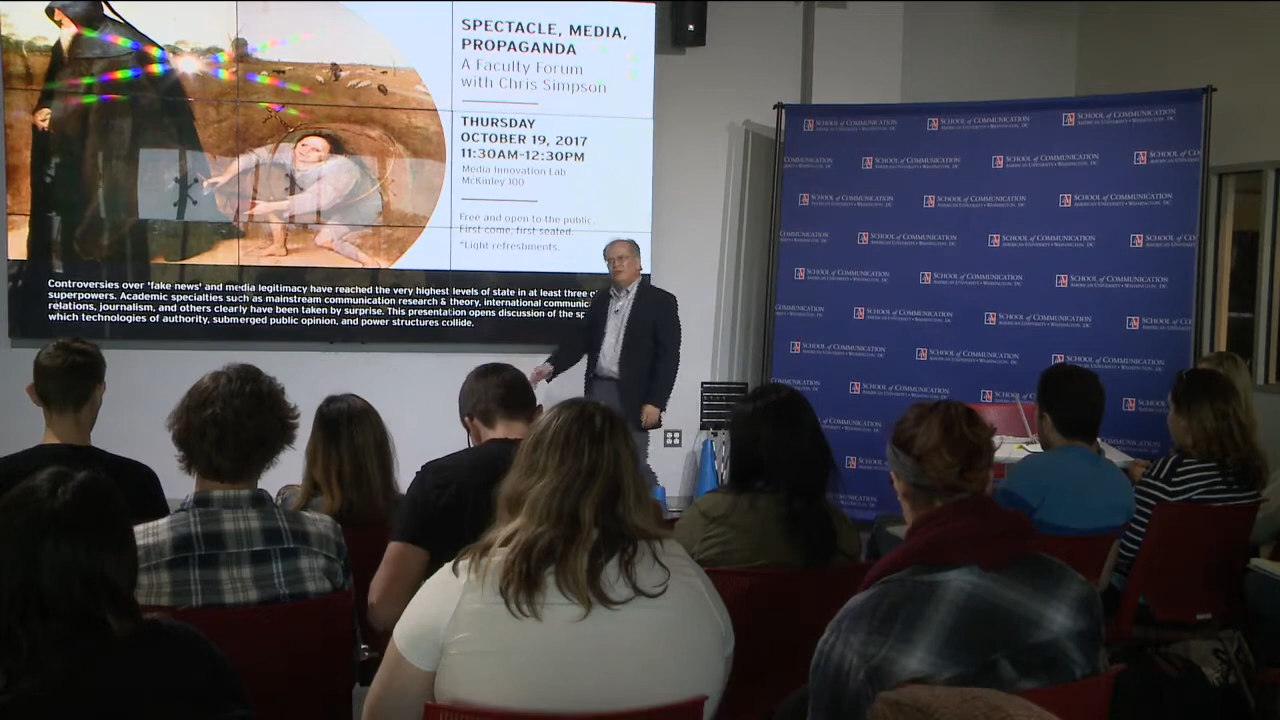 SPECTACLE, MEDIA,
PROPAGANDA
A Faculty Forum
with Chris Simpson
THURSDAY
OCTOBER 19, 2017
11:30AM-12:30PM
Media Innovation Lab
McKinley 100
Free and open to the public.
First come, first seated.
*Light refreshments.
Controversies over 'fake news' and media legitimacy have reached the very highest levels of state in at least three
superpowers. Academic specialties such as mainstream communication research & theory, international
relations, journalism, and others clearly have been taken by surprise. This presentation opens discussion of the
which technologies of authority, submerged public opinion, and power structures collide.
SCHOOL of COMMUNICATION
AMERICAN UNIVERSITY • WASHINGTON, DC